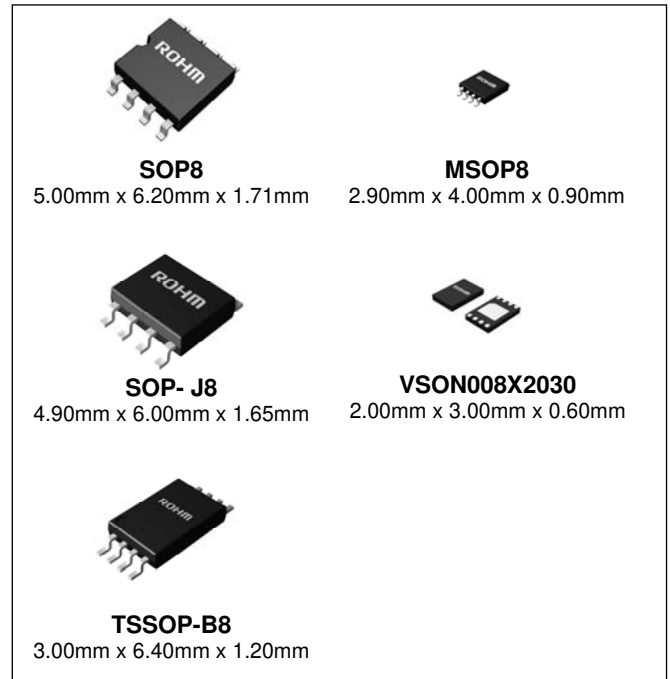 ROHM
SOP8
5.00mm x 6.20mm x 1.71mm
ROHM
MSOP8
2.90mm x 4.00mm x 0.90mm
ROHM
SOP- J8
4.90mm x 6.00mm x 1.65mm
ROHM
VSON008X2030
2.00mm x 3.00mm x 0.60mm
ROHM
TSSOP-B8
3.00mm x 6.40mm x 1.20mm